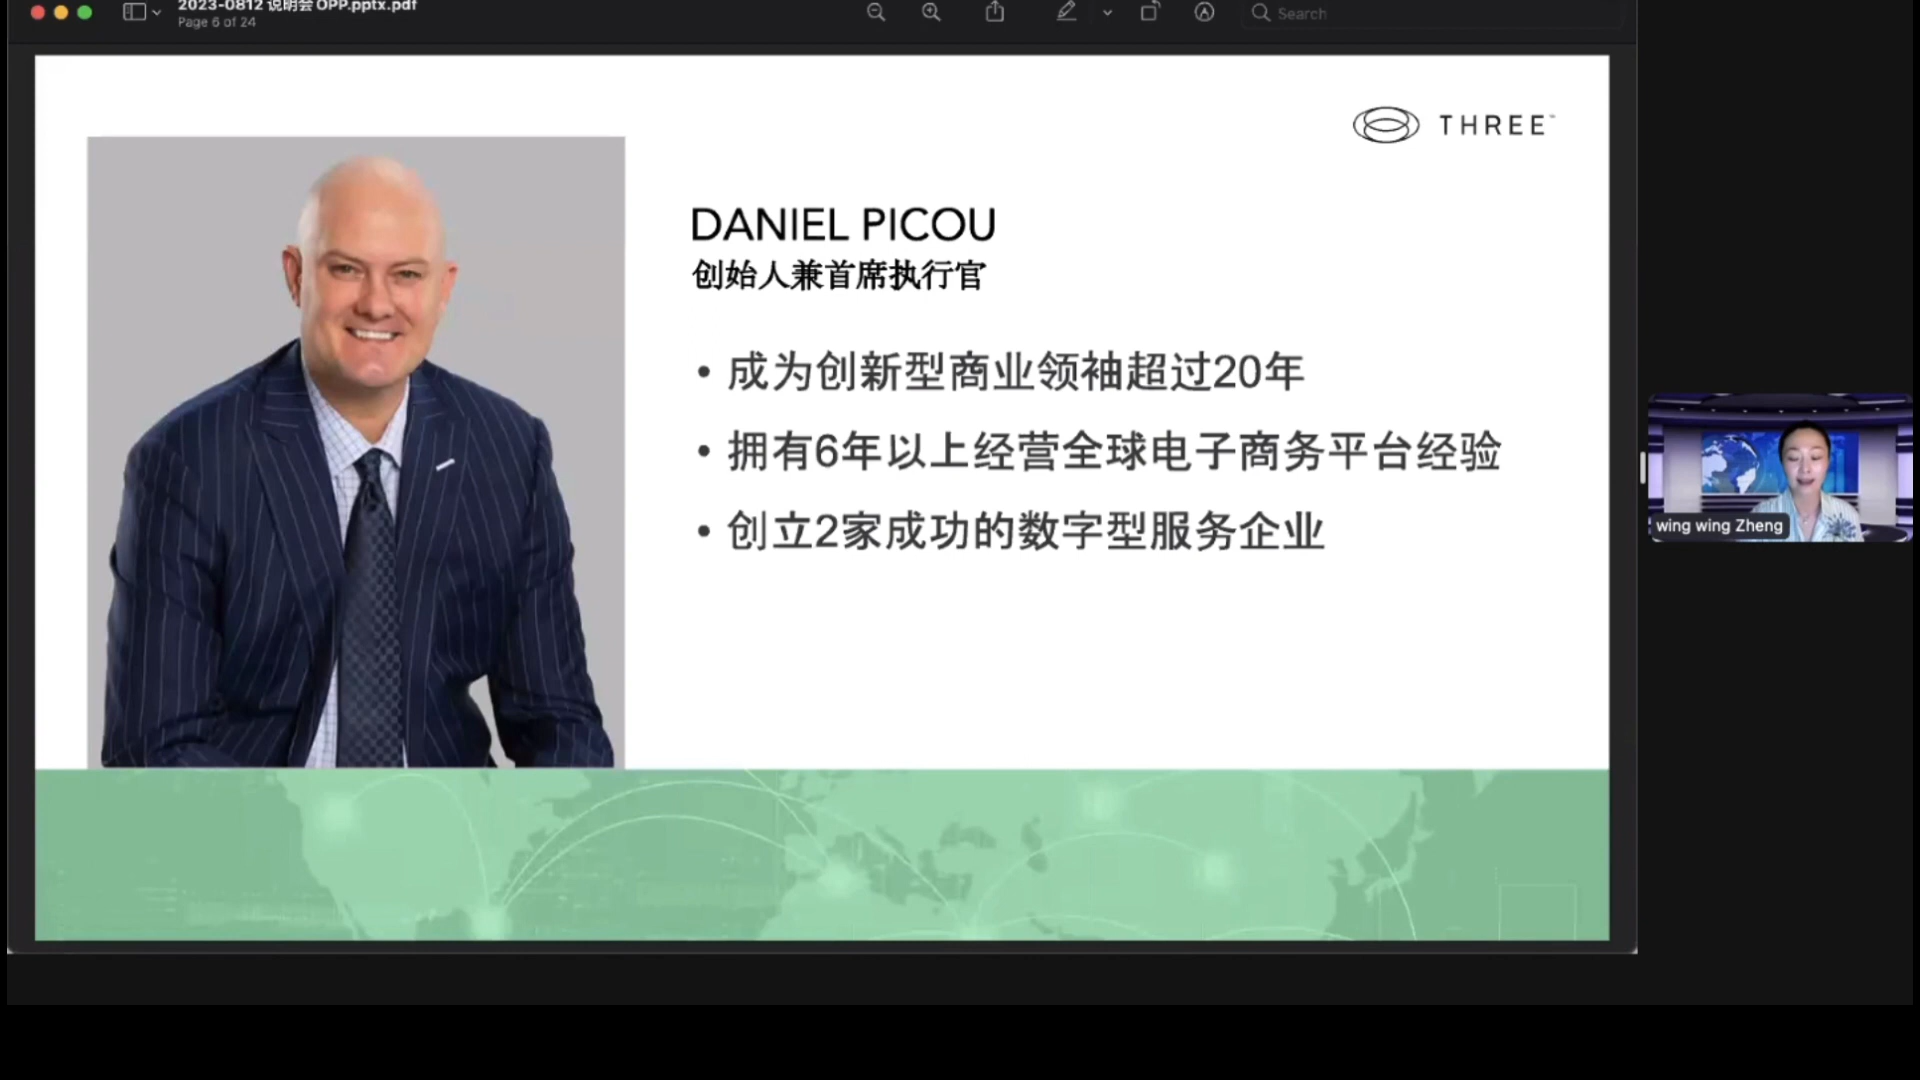 2023-0812 说明会 OPP.pptx.pdf
Page 6 of 24
Search
THREE™
DANIEL PICOU
创始人兼首席执行官
• 成为创新型商业领袖超过20年
• 拥有6年以上经营全球电子商务平台经验
• 创立2家成功的数字型服务企业
wing wing Zheng